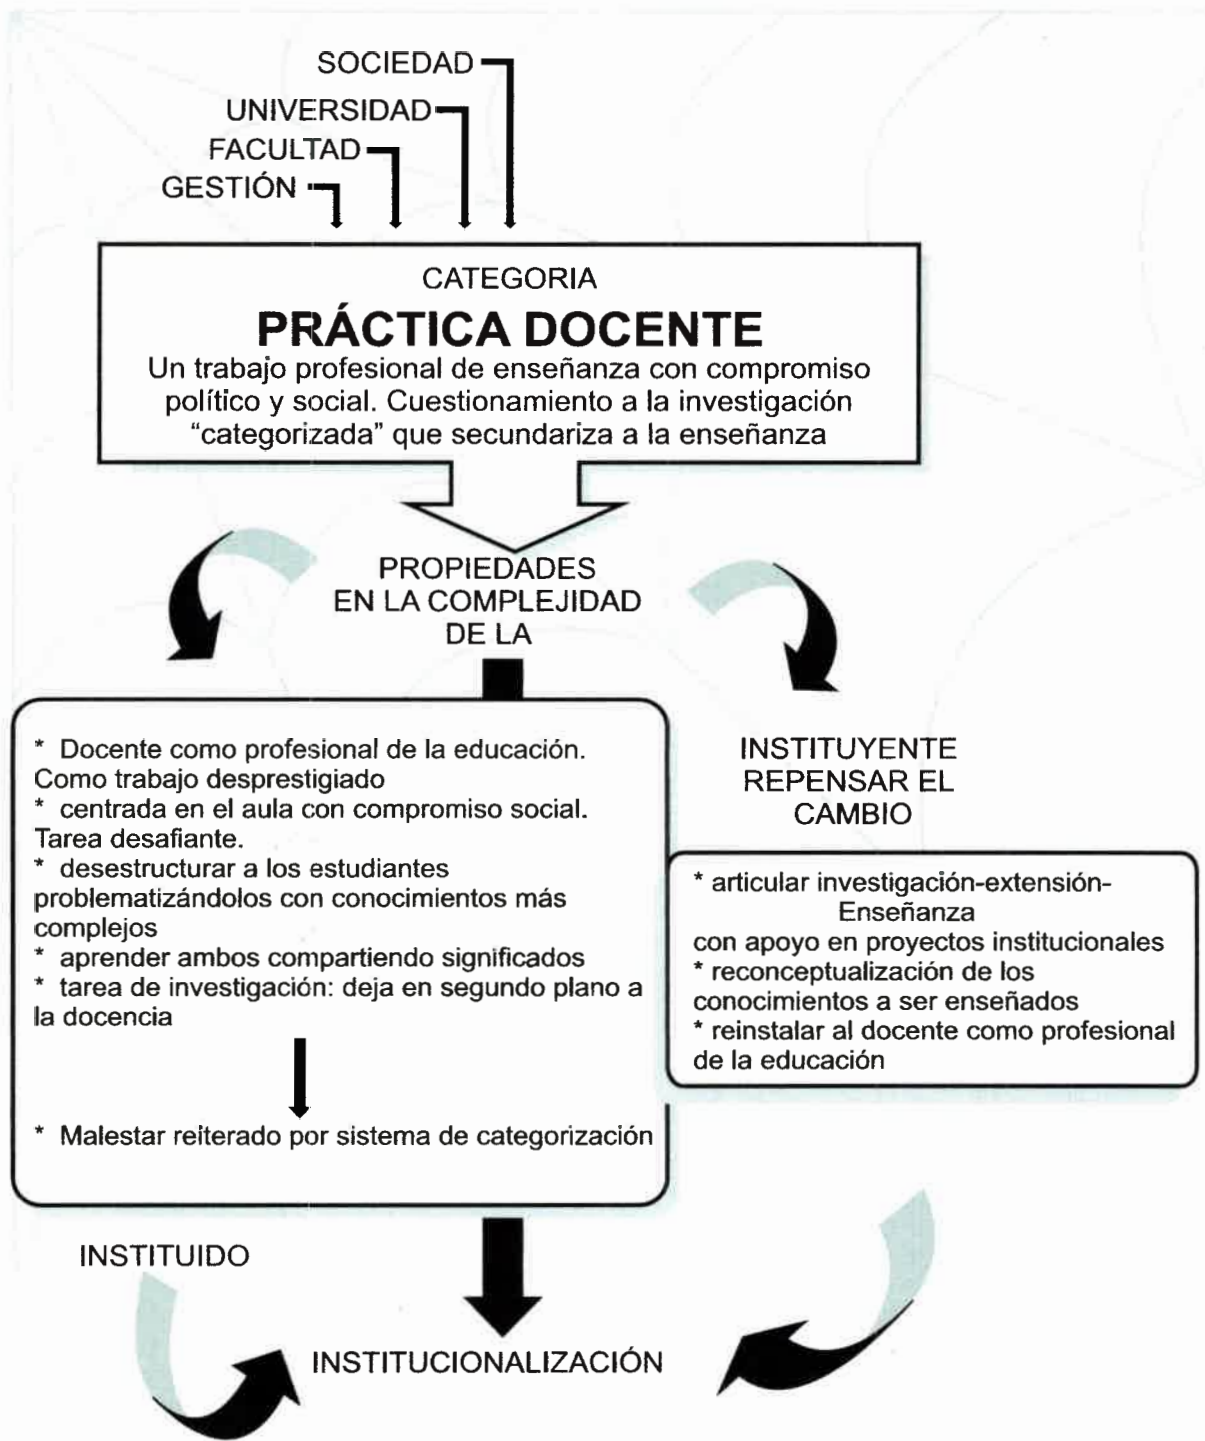 SOCIEDAD
UNIVERSIDAD
FACULTAD
GESTIÓN
CATEGORIA
PRÁCTICA DOCENTE
Un trabajo profesional de enseñanza con compromiso
político y social. Cuestionamiento a la investigación
“categorizada” que secundariza a la enseñanza
PROPIEDADES
EN LA COMPLEJIDAD
DE LA
* Docente como profesional de la educación.
Como trabajo desprestigiado
* centrada en el aula con compromiso social.
Tarea desafiante.
* desestructurar a los estudiantes
problematizándolos con conocimientos más
complejos
* aprender ambos compartiendo significados
* tarea de investigación: deja en segundo plano a
la docencia
* Malestar reiterado por sistema de categorización
INSTITUYENTE
REPENSAR EL
CAMBIO
* articular investigación-extensión-
Enseñanza
con apoyo en proyectos institucionales
* reconceptualización de los
conocimientos a ser enseñados
* reinstalar al docente como profesional
de la educación
INSTITUIDO
INSTITUCIONALIZACIÓN